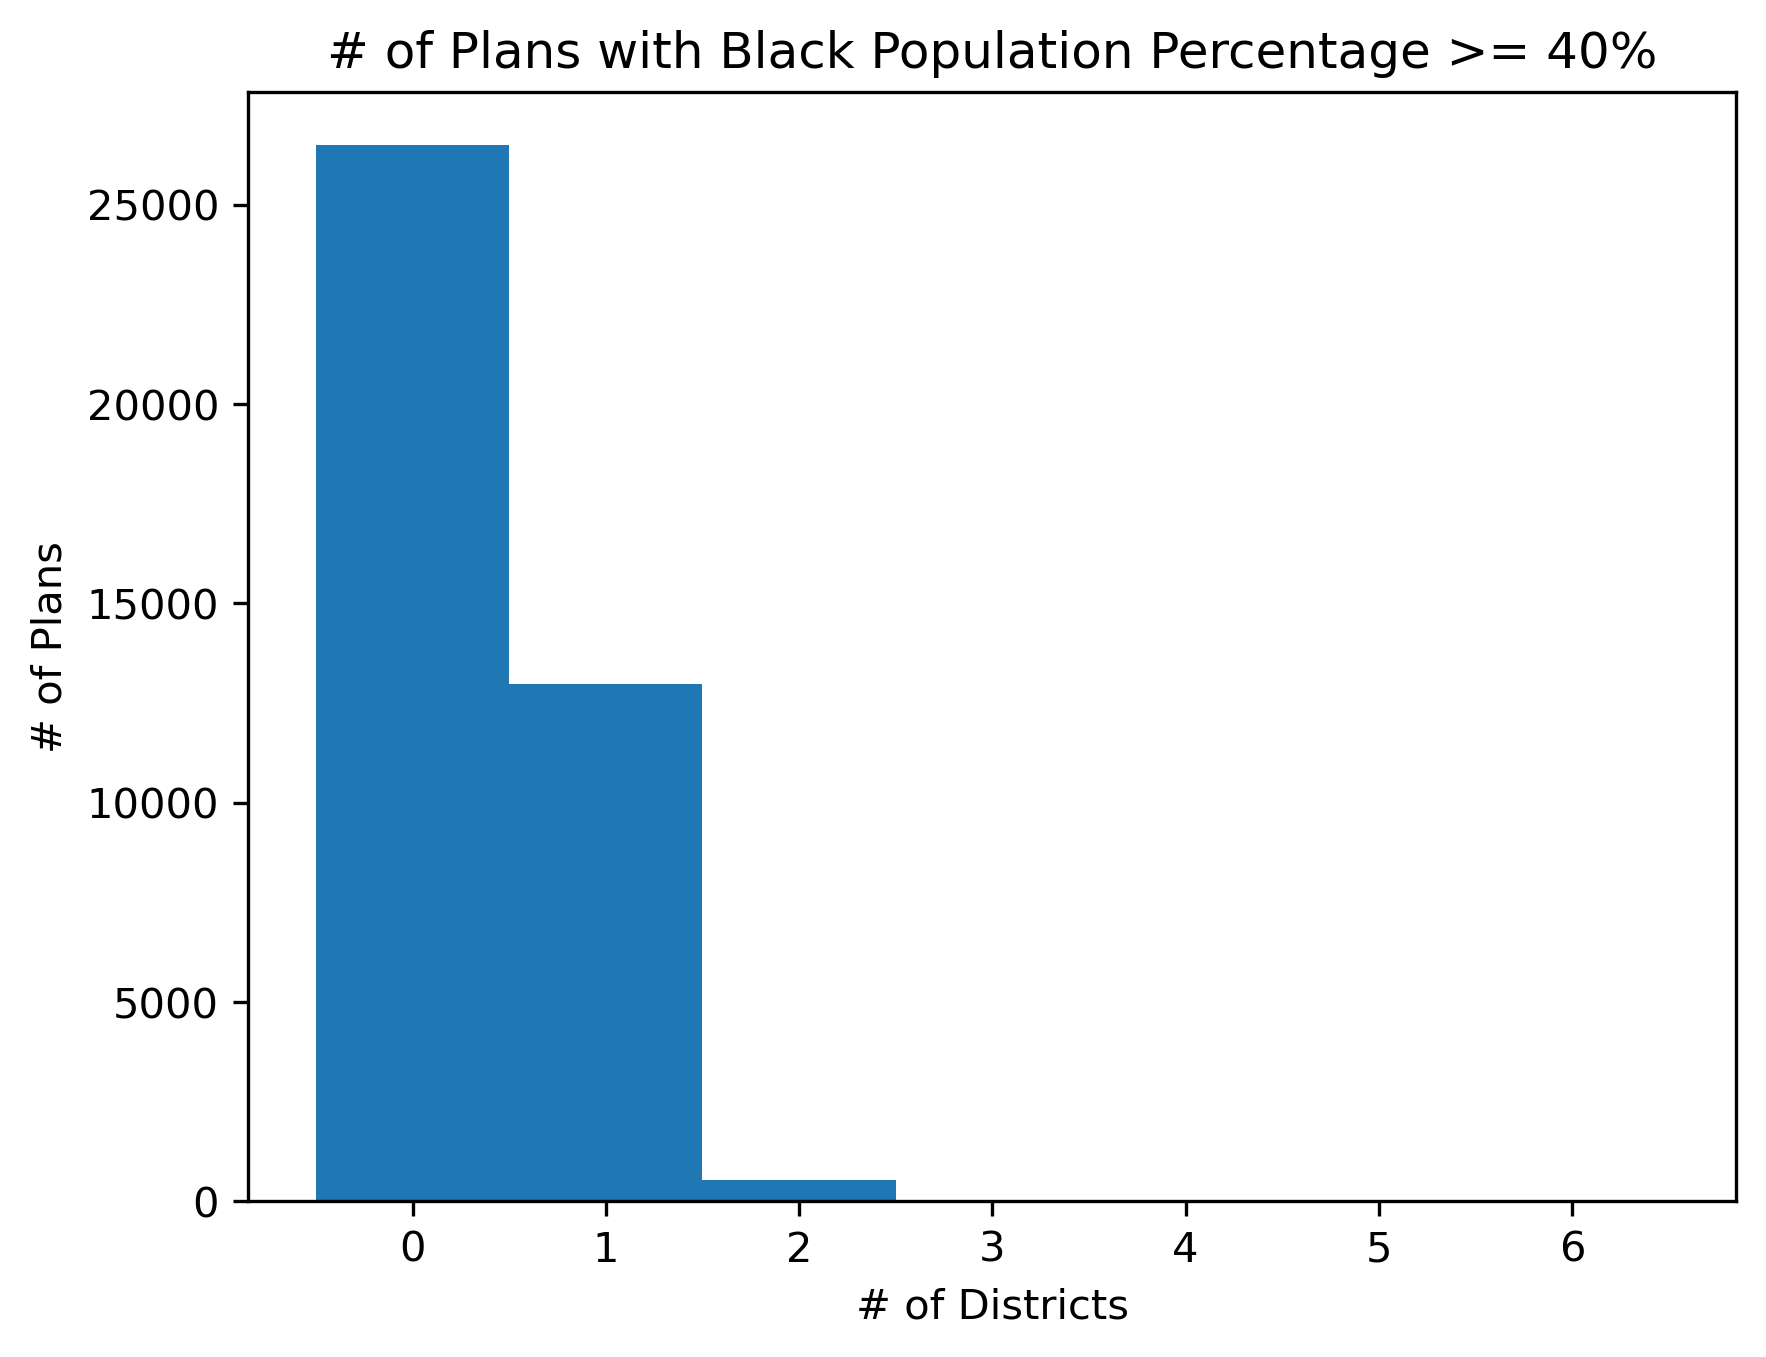 # of Plans with Black Population Percentage >= 40%
# of Plans
25000
20000
15000
10000
5000
0
0 1 2 3 4 5 6
# of Districts